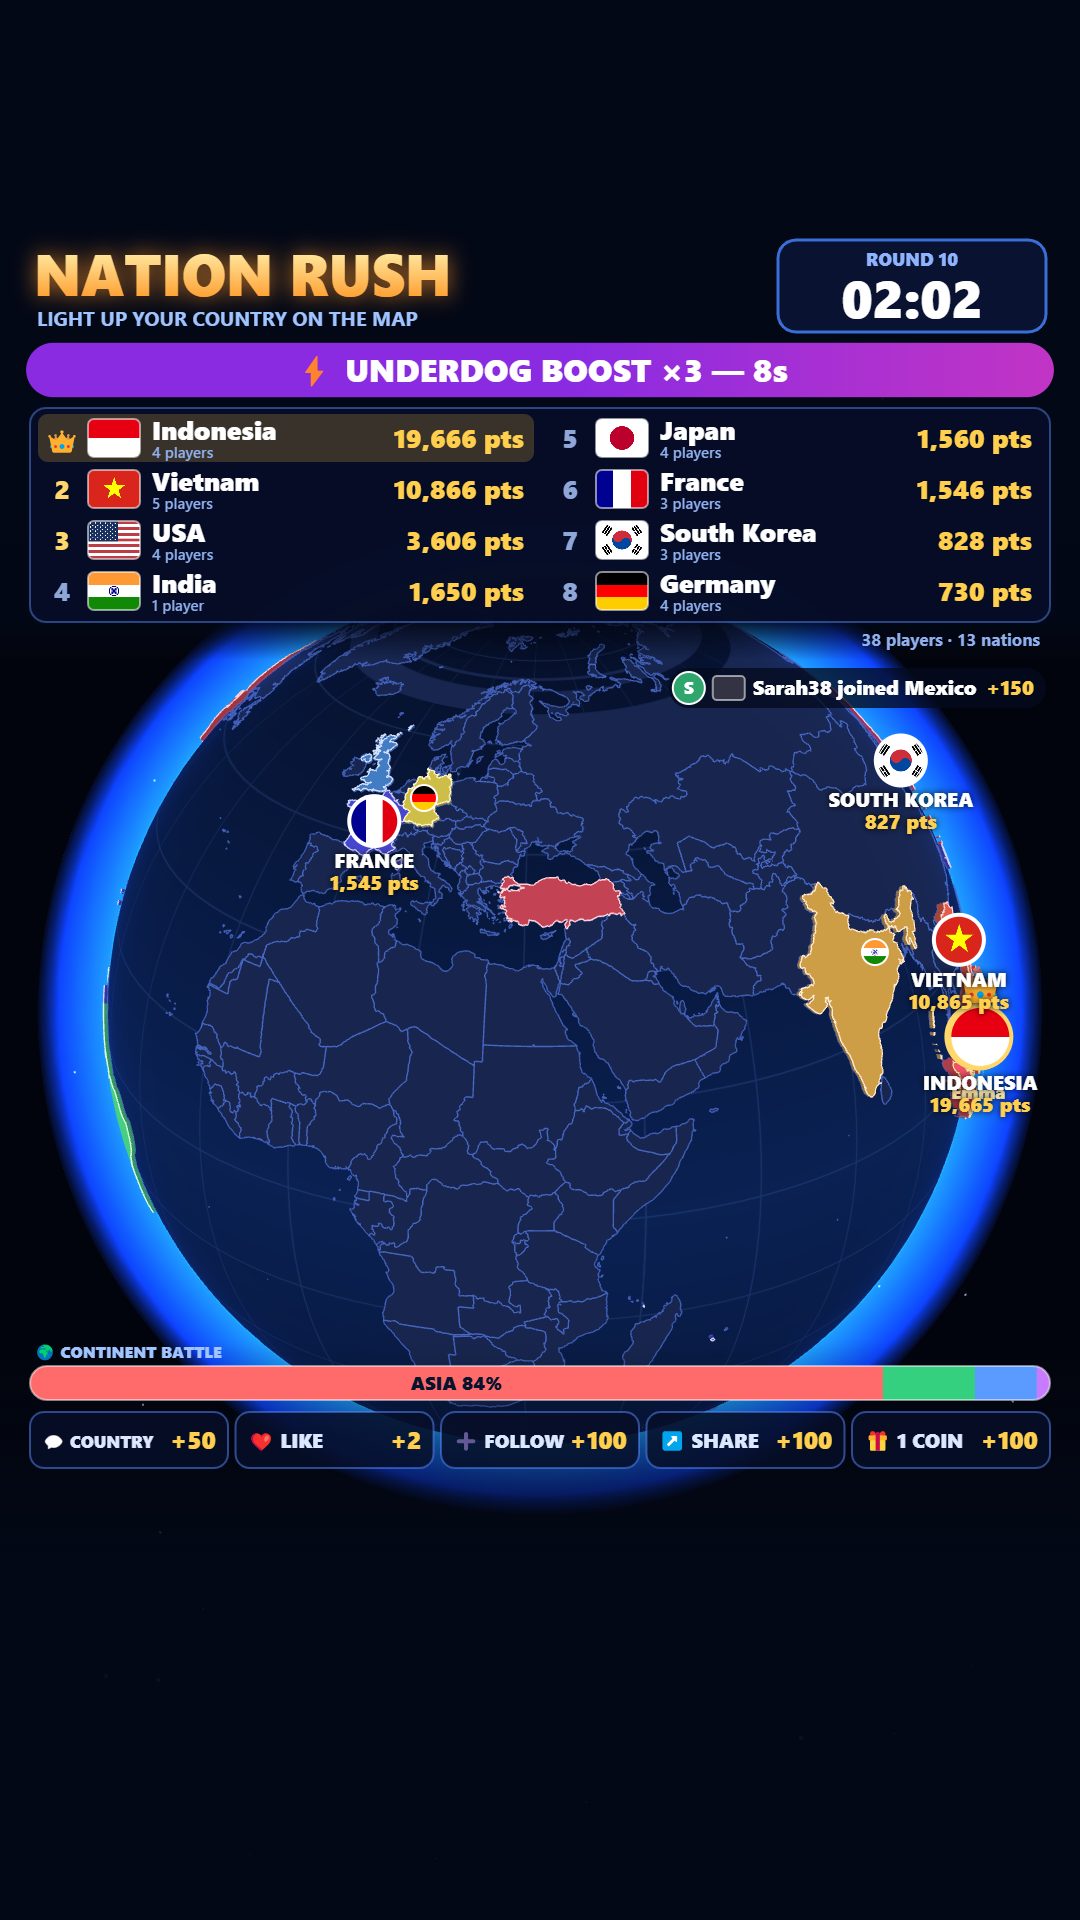 NATION RUSH
LIGHT UP YOUR COUNTRY ON THE MAP
ROUND 10
02:02
UNDERDOG BOOST ×3 — 8s
Indonesia
4 players
19,666 pts
2
Vietnam
5 players
10,866 pts
3
USA
4 players
3,606 pts
4
India
1 player
1,650 pts
5
Japan
4 players
1,560 pts
6
France
3 players
1,546 pts
7
South Korea
3 players
828 pts
8
Germany
4 players
730 pts
38 players · 13 nations
S
Sarah38 joined Mexico +150
SOUTH KOREA
827 pts
FRANCE
1,545 pts
VIETNAM
10,865 pts
INDONESIA
Emma
19,665 pts
CONTINENT BATTLE
ASIA 84%
COUNTRY +50
LIKE +2
FOLLOW +100
SHARE +100
1 COIN +100